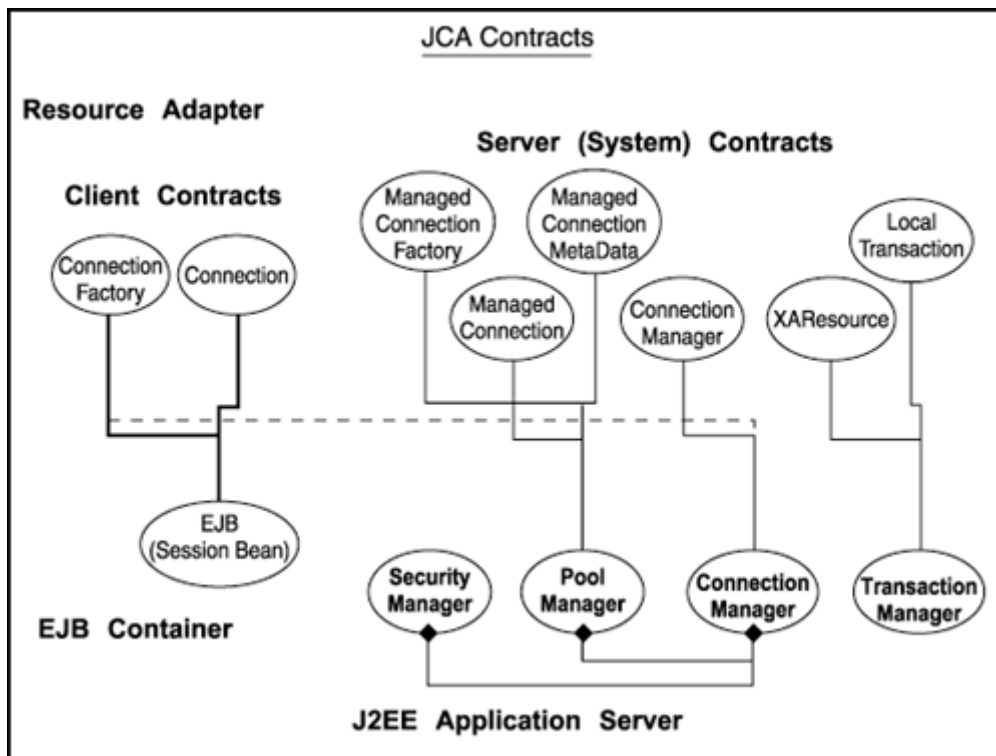 JCA Contracts
Resource Adapter
Server (System) Contracts
Client Contracts
Connection
Factory
Connection
Managed
Connection
Factory
Managed
Connection
MetaData
Managed
Connection
Connection
Manager
XAResource
Local
Transaction
EJB
(Session Bean)
Security
Manager
Pool
Manager
Connection
Manager
Transaction
Manager
EJB Container
J2EE Application Server